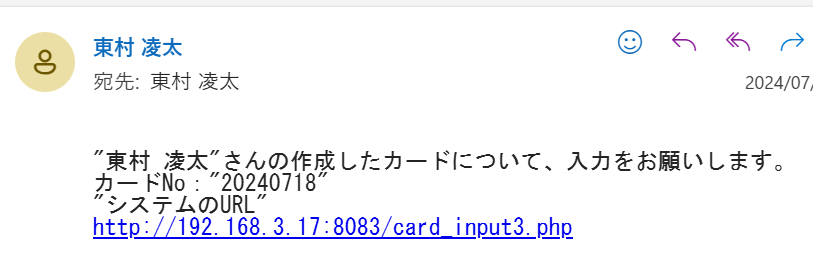 東村 凌太
宛先: 東村 凌太
2024/07/
"東村 凌太"さんの作成したカードについて、入力をお願いします。
カードNo："20240718"
"システムのURL"
http://192.168.3.17:8083/card_input3.php